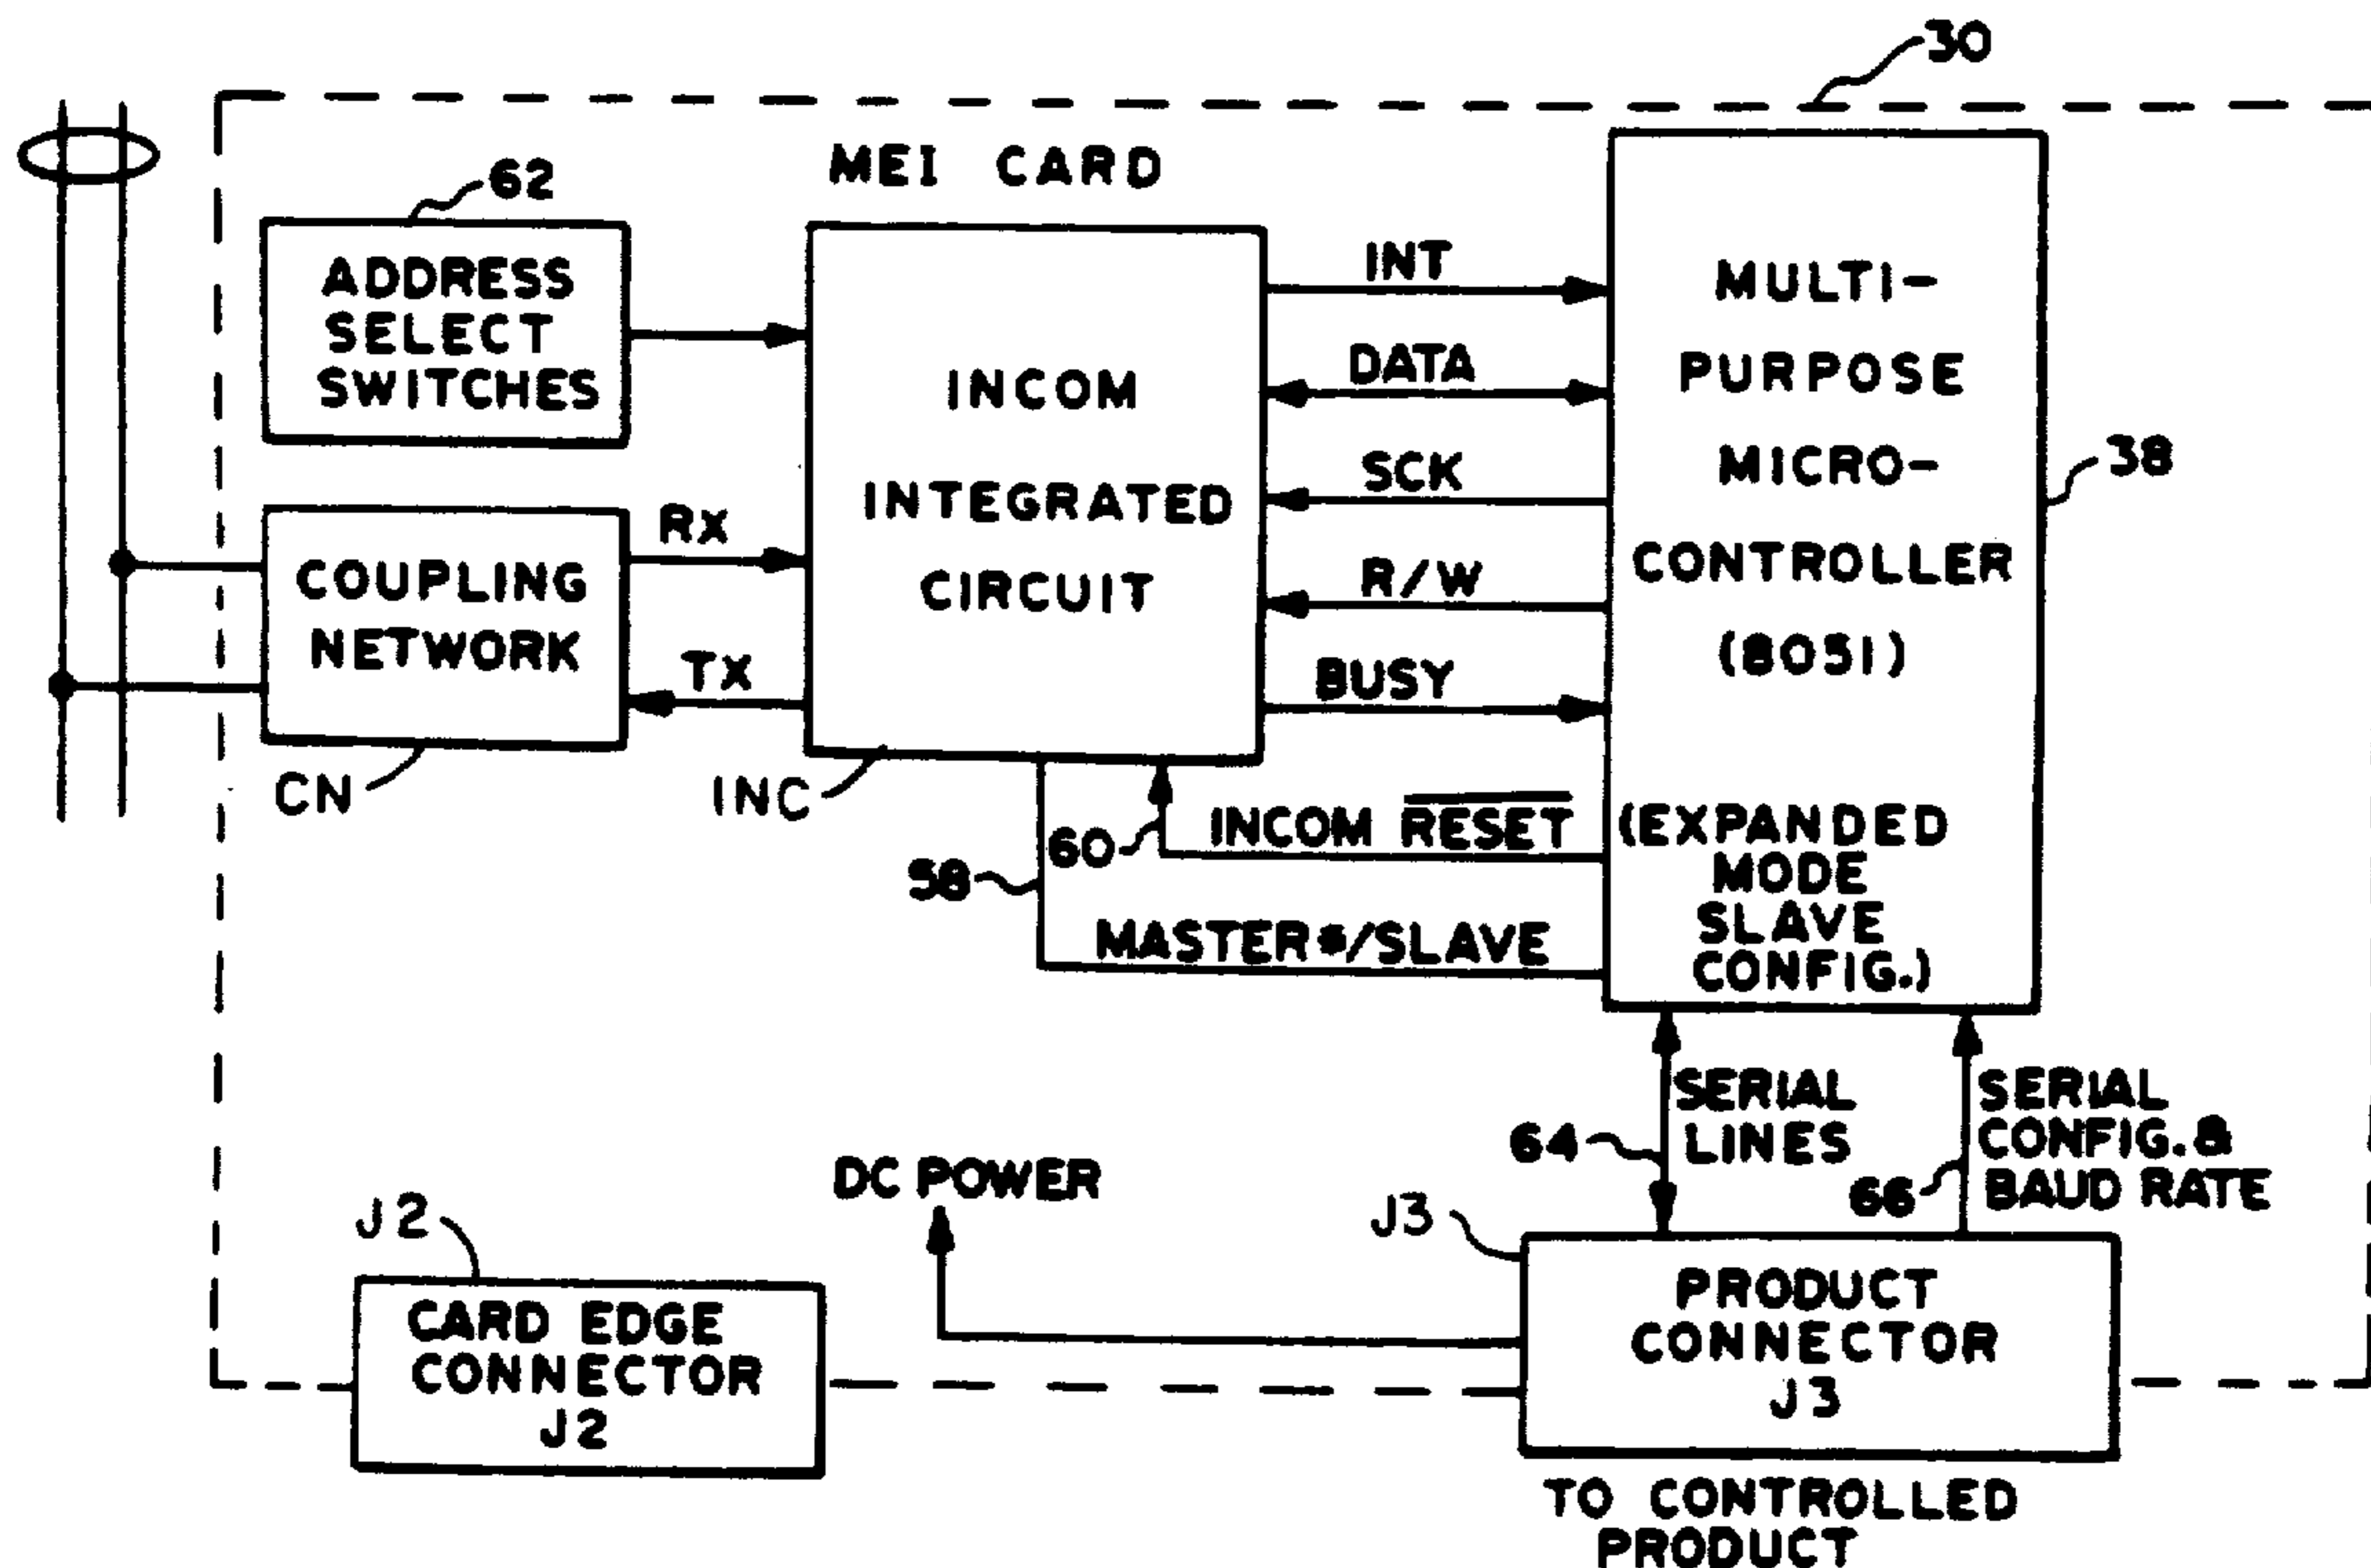 30
MEI CARD
62
ADDRESS
SELECT
SWITCHES
COUPLING
NETWORK
CN
RX
TX
INCOM
INTEGRATED
CIRCUIT
INC
INT
DATA
SCK
R/W
BUSY
MULTI-
PURPOSE
MICRO-
CONTROLLER
(8051)
(EXPANDED
MODE
SLAVE
CONFIG.)
38
60
INCOM RESET
58
MASTER*/SLAVE
64
SERIAL
LINES
66
SERIAL
CONFIG. &
BAUD RATE
DC POWER
J2
CARD EDGE
CONNECTOR
J2
J3
PRODUCT
CONNECTOR
J3
TO CONTROLLED
PRODUCT